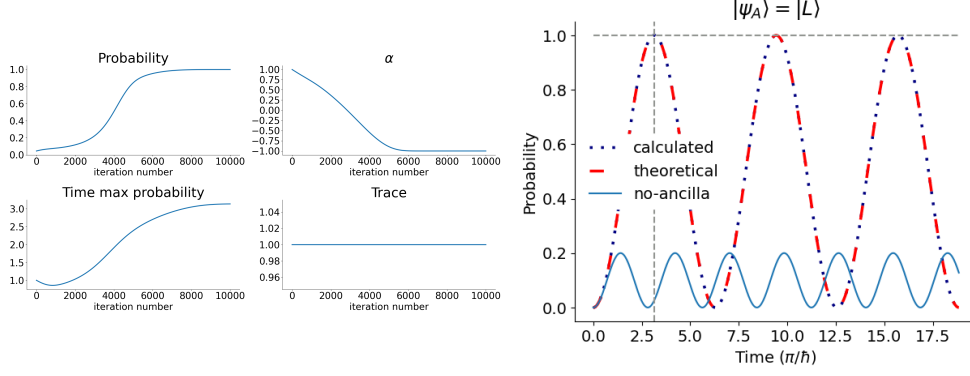 Probability
1.0
0.8
0.6
0.4
0.2
0.0
0 2000 4000 6000 8000 10000
iteration number
α
1.00
0.75
0.50
0.25
0.00
−0.25
−0.50
−0.75
−1.00
0 2000 4000 6000 8000 10000
iteration number
Time max probability
3.0
2.5
2.0
1.5
1.0
0 2000 4000 6000 8000 10000
iteration number
Trace
1.04
1.02
1.00
0.98
0.96
0 2000 4000 6000 8000 10000
iteration number
|ψ_A⟩ = |L⟩
Probability
1.0
0.8
0.6
0.4
0.2
0.0
calculated
theoretical
no-ancilla
0.0 2.5 5.0 7.5 10.0 12.5 15.0 17.5
Time (π/ℏ)